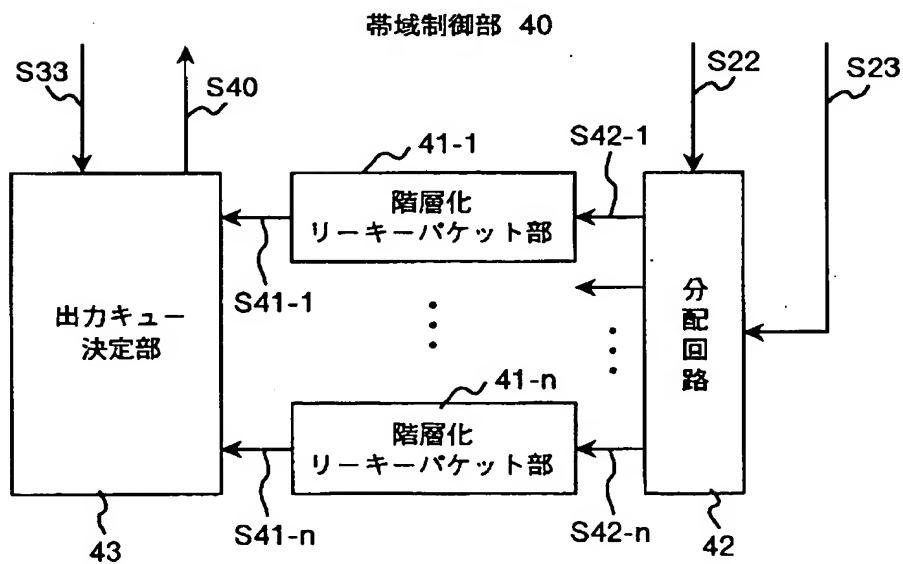 帯域制御部 40
S33
S40
S22
S23
41-1
S42-1
階層化
リーキーパケット部
S41-1
出力キュー
決定部
分配回路
41-n
階層化
リーキーパケット部
43
S41-n
S42-n
42